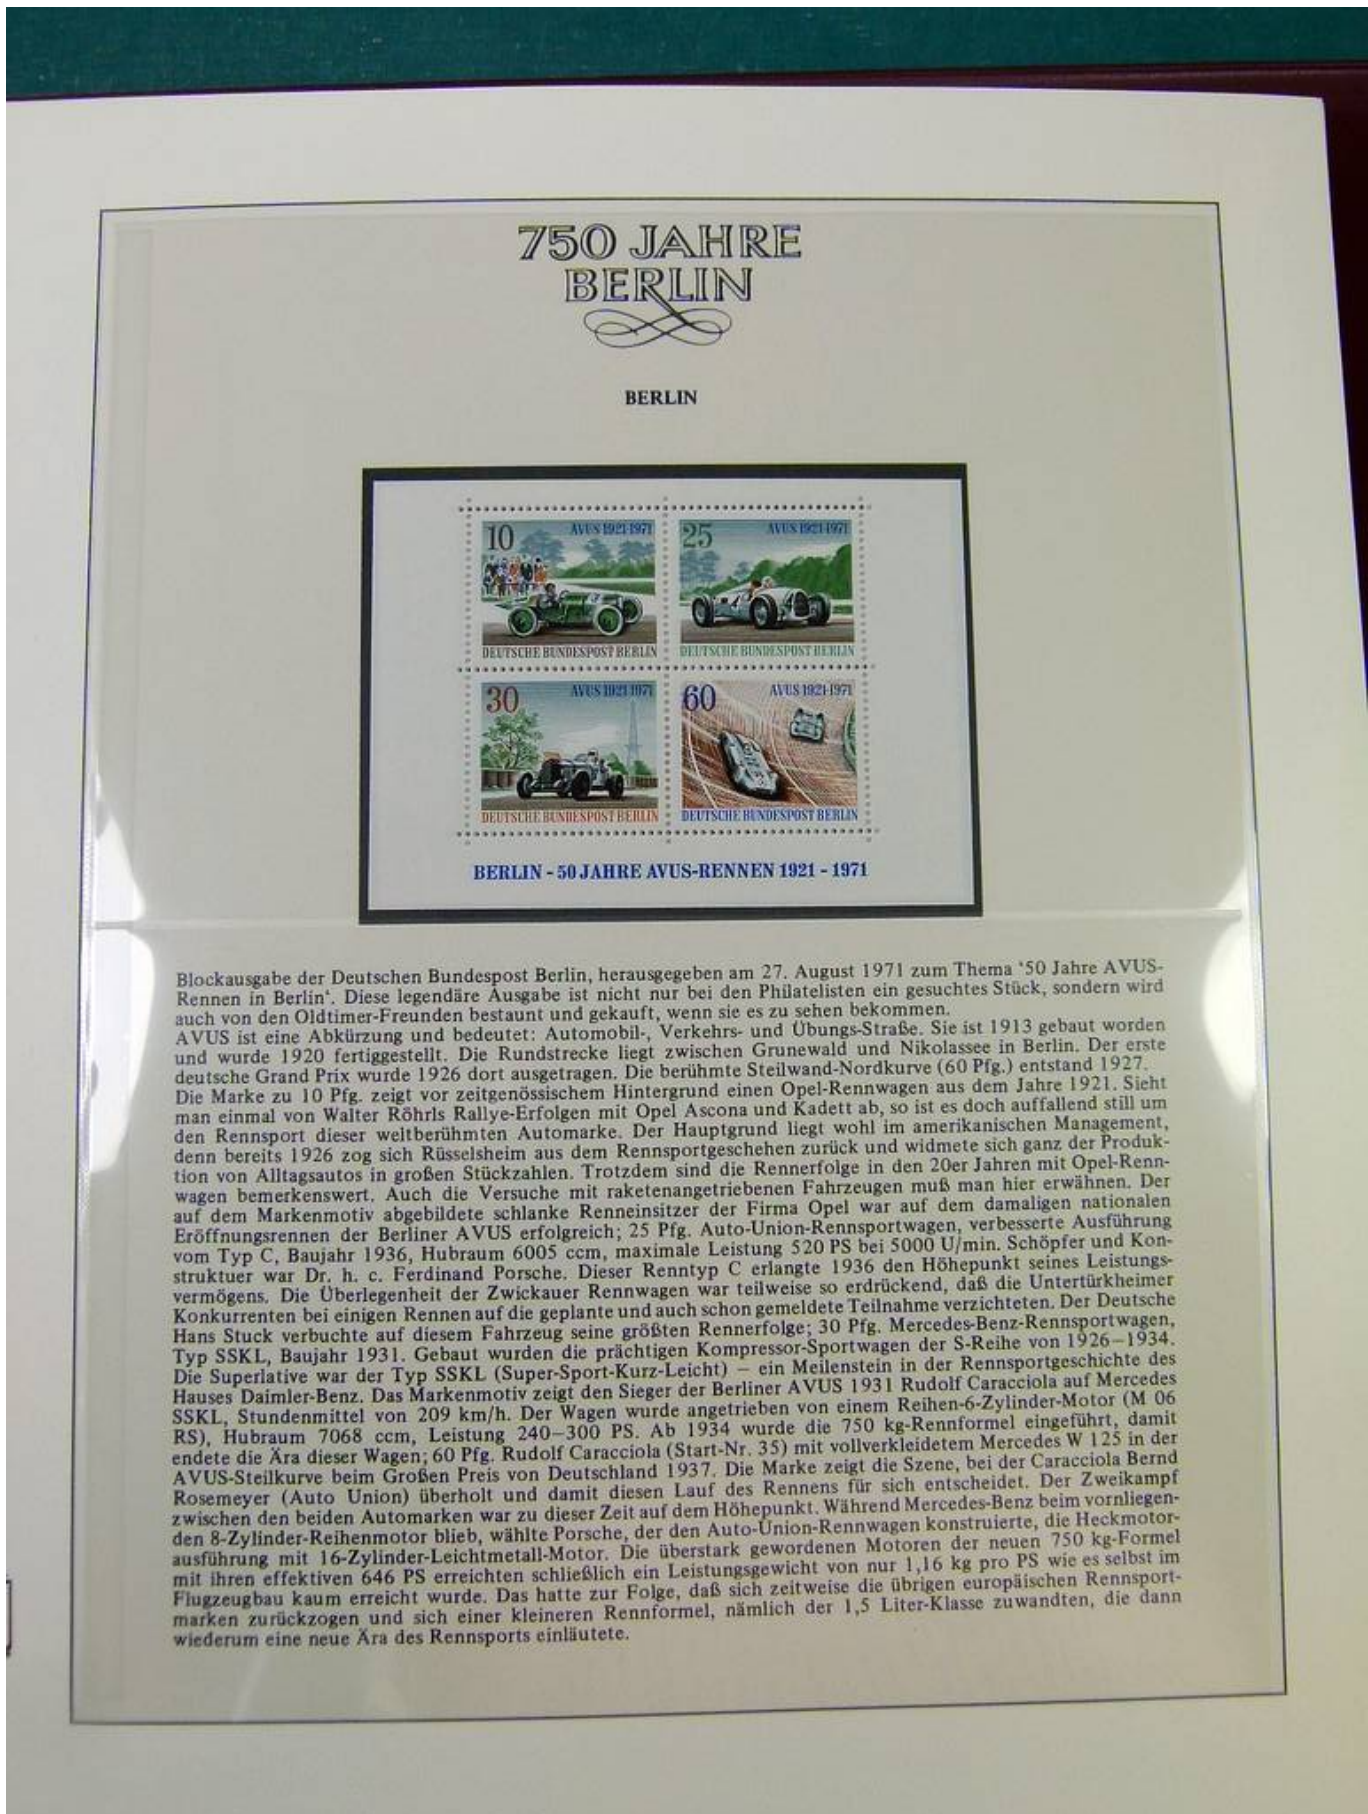 750 JAHRE
BERLIN
BERLIN
10 AVUS 1921-1971
DEUTSCHE BUNDESPOST BERLIN
25 AVUS 1921-1971
DEUTSCHE BUNDESPOST BERLIN
30 AVUS 1921-1971
DEUTSCHE BUNDESPOST BERLIN
60 AVUS 1921-1971
DEUTSCHE BUNDESPOST BERLIN
BERLIN - 50 JAHRE AVUS-RENNEN 1921 - 1971
Blockausgabe der Deutschen Bundespost Berlin, herausgegeben am 27. August 1971 zum Thema ‘50 Jahre AVUS-
Rennen in Berlin‘. Diese legendäre Ausgabe ist nicht nur bei den Philatelisten ein gesuchtes Stück, sondern wird
auch von den Oldtimer-Freunden bestaunt und gekauft, wenn sie es zu sehen bekommen.
AVUS ist eine Abkürzung und bedeutet: Automobil-, Verkehrs- und Übungs-Straße. Sie ist 1913 gebaut worden
und wurde 1920 fertiggestellt. Die Rundstrecke liegt zwischen Grunewald und Nikolassee in Berlin. Der erste
deutsche Grand Prix wurde 1926 dort ausgetragen. Die berühmte Steilwand-Nordkurve (60 Pfg.) entstand 1927.
Die Marke zu 10 Pfg. zeigt vor zeitgenössischem Hintergrund einen Opel-Rennwagen aus dem Jahre 1921. Sieht
man einmal von Walter Röhrls Rallye-Erfolgen mit Opel Ascona und Kadett ab, so ist es doch auffallend still um
den Rennsport dieser weltberühmten Automarke. Der Hauptgrund liegt wohl im amerikanischen Management,
denn bereits 1926 zog sich Rüsselsheim aus dem Rennsportgeschehen zurück und widmete sich ganz der Produk-
tion von Alltagsautos in großen Stückzahlen. Trotzdem sind die Rennerfolge in den 20er Jahren mit Opel-Renn-
wagen bemerkenswert. Auch die Versuche mit raketenangetriebenen Fahrzeugen muß man hier erwähnen. Der
auf dem Markenmotiv abgebildete schlanke Renneinsitzer der Firma Opel war auf dem damaligen nationalen
Eröffnungsrennen der Berliner AVUS erfolgreich; 25 Pfg. Auto-Union-Rennsportwagen, verbesserte Ausführung
vom Typ C, Baujahr 1936, Hubraum 6005 ccm, maximale Leistung 520 PS bei 5000 U/min. Schöpfer und Kon-
struktuer war Dr. h. c. Ferdinand Porsche. Dieser Renntyp C erlangte 1936 den Höhepunkt seines Leistungs-
vermögens. Die Überlegenheit der Zwickauer Rennwagen war teilweise so erdrückend, daß die Untertürkheimer
Konkurrenten bei einigen Rennen auf die geplante und auch schon gemeldete Teilnahme verzichteten. Der Deutsche
Hans Stuck verbuchte auf diesem Fahrzeug seine größten Rennerfolge; 30 Pfg. Mercedes-Benz-Rennsportwagen,
Typ SSKL, Baujahr 1931. Gebaut wurden die prächtigen Kompressor-Sportwagen der S-Reihe von 1926–1934.
Die Superlative war der Typ SSKL (Super-Sport-Kurz-Leicht) – ein Meilenstein in der Rennsportgeschichte des
Hauses Daimler-Benz. Das Markenmotiv zeigt den Sieger der Berliner AVUS 1931 Rudolf Caracciola auf Mercedes
SSKL, Stundenmittel von 209 km/h. Der Wagen wurde angetrieben von einem Reihen-6-Zylinder-Motor (M 06
RS), Hubraum 7068 ccm, Leistung 240–300 PS. Ab 1934 wurde die 750 kg-Rennformel eingeführt, damit
endete die Ära dieser Wagen; 60 Pfg. Rudolf Caracciola (Start-Nr. 35) mit vollverkleidetem Mercedes W 125 in der
AVUS-Steilkurve beim Großen Preis von Deutschland 1937. Die Marke zeigt die Szene, bei der Caracciola Bernd
Rosemeyer (Auto Union) überholt und damit diesen Lauf des Rennens für sich entscheidet. Der Zweikampf
zwischen den beiden Automarken war zu dieser Zeit auf dem Höhepunkt. Während Mercedes-Benz beim vornliegen-
den 8-Zylinder-Reihenmotor blieb, wählte Porsche, der den Auto-Union-Rennwagen konstruierte, die Heckmotor-
ausführung mit 16-Zylinder-Leichtmetall-Motor. Die überstark gewordenen Motoren der neuen 750 kg-Formel
mit ihren effektiven 646 PS erreichten schließlich ein Leistungsgewicht von nur 1,16 kg pro PS wie es selbst im
Flugzeugbau kaum erreicht wurde. Das hatte zur Folge, daß sich zeitweise die übrigen europäischen Rennsport-
marken zurückzogen und sich einer kleineren Rennformel, nämlich der 1,5 Liter-Klasse zuwandten, die dann
wiederum eine neue Ära des Rennsports einläutete.